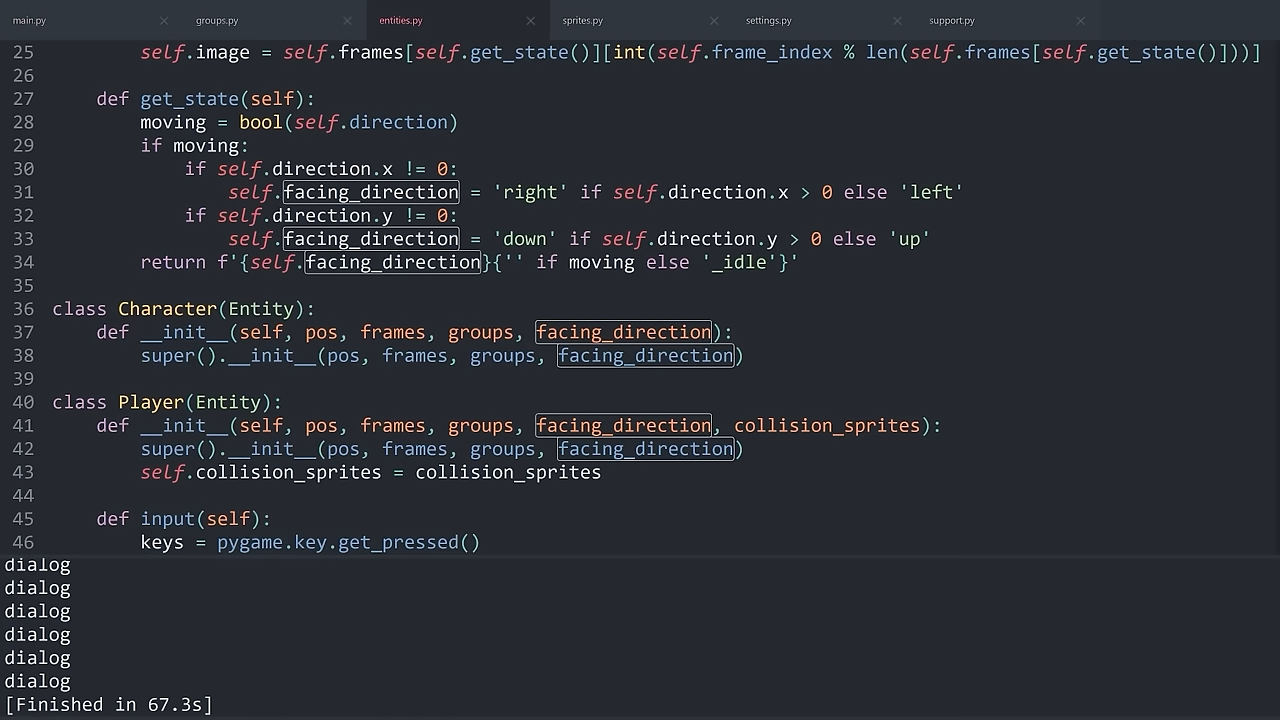 main.py groups.py entities.py sprites.py settings.py support.py
25 self.image = self.frames[self.get_state()][int(self.frame_index % len(self.frames[self.get_state()]))]
26
27 def get_state(self):
28 moving = bool(self.direction)
29 if moving:
30 if self.direction.x != 0:
31 self.facing_direction = 'right' if self.direction.x > 0 else 'left'
32 if self.direction.y != 0:
33 self.facing_direction = 'down' if self.direction.y > 0 else 'up'
34 return f'{self.facing_direction}{'' if moving else '_idle'}'
35
36 class Character(Entity):
37 def __init__(self, pos, frames, groups, facing_direction):
38 super().__init__(pos, frames, groups, facing_direction)
39
40 class Player(Entity):
41 def __init__(self, pos, frames, groups, facing_direction, collision_sprites):
42 super().__init__(pos, frames, groups, facing_direction)
43 self.collision_sprites = collision_sprites
44
45 def input(self):
46 keys = pygame.key.get_pressed()
dialog
dialog
dialog
dialog
dialog
dialog
[Finished in 67.3s]